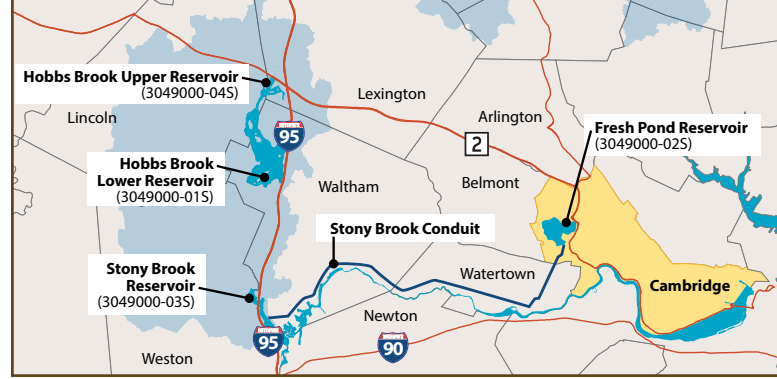 Hobbs Brook Upper Reservoir
(3049000-04S)
Lexington
Lincoln
Arlington
Fresh Pond Reservoir
(3049000-02S)
95
2
Hobbs Brook
Lower Reservoir
(3049000-01S)
Waltham
Belmont
Stony Brook Conduit
Stony Brook
Reservoir
(3049000-03S)
Watertown
Cambridge
Newton
95
90
Weston